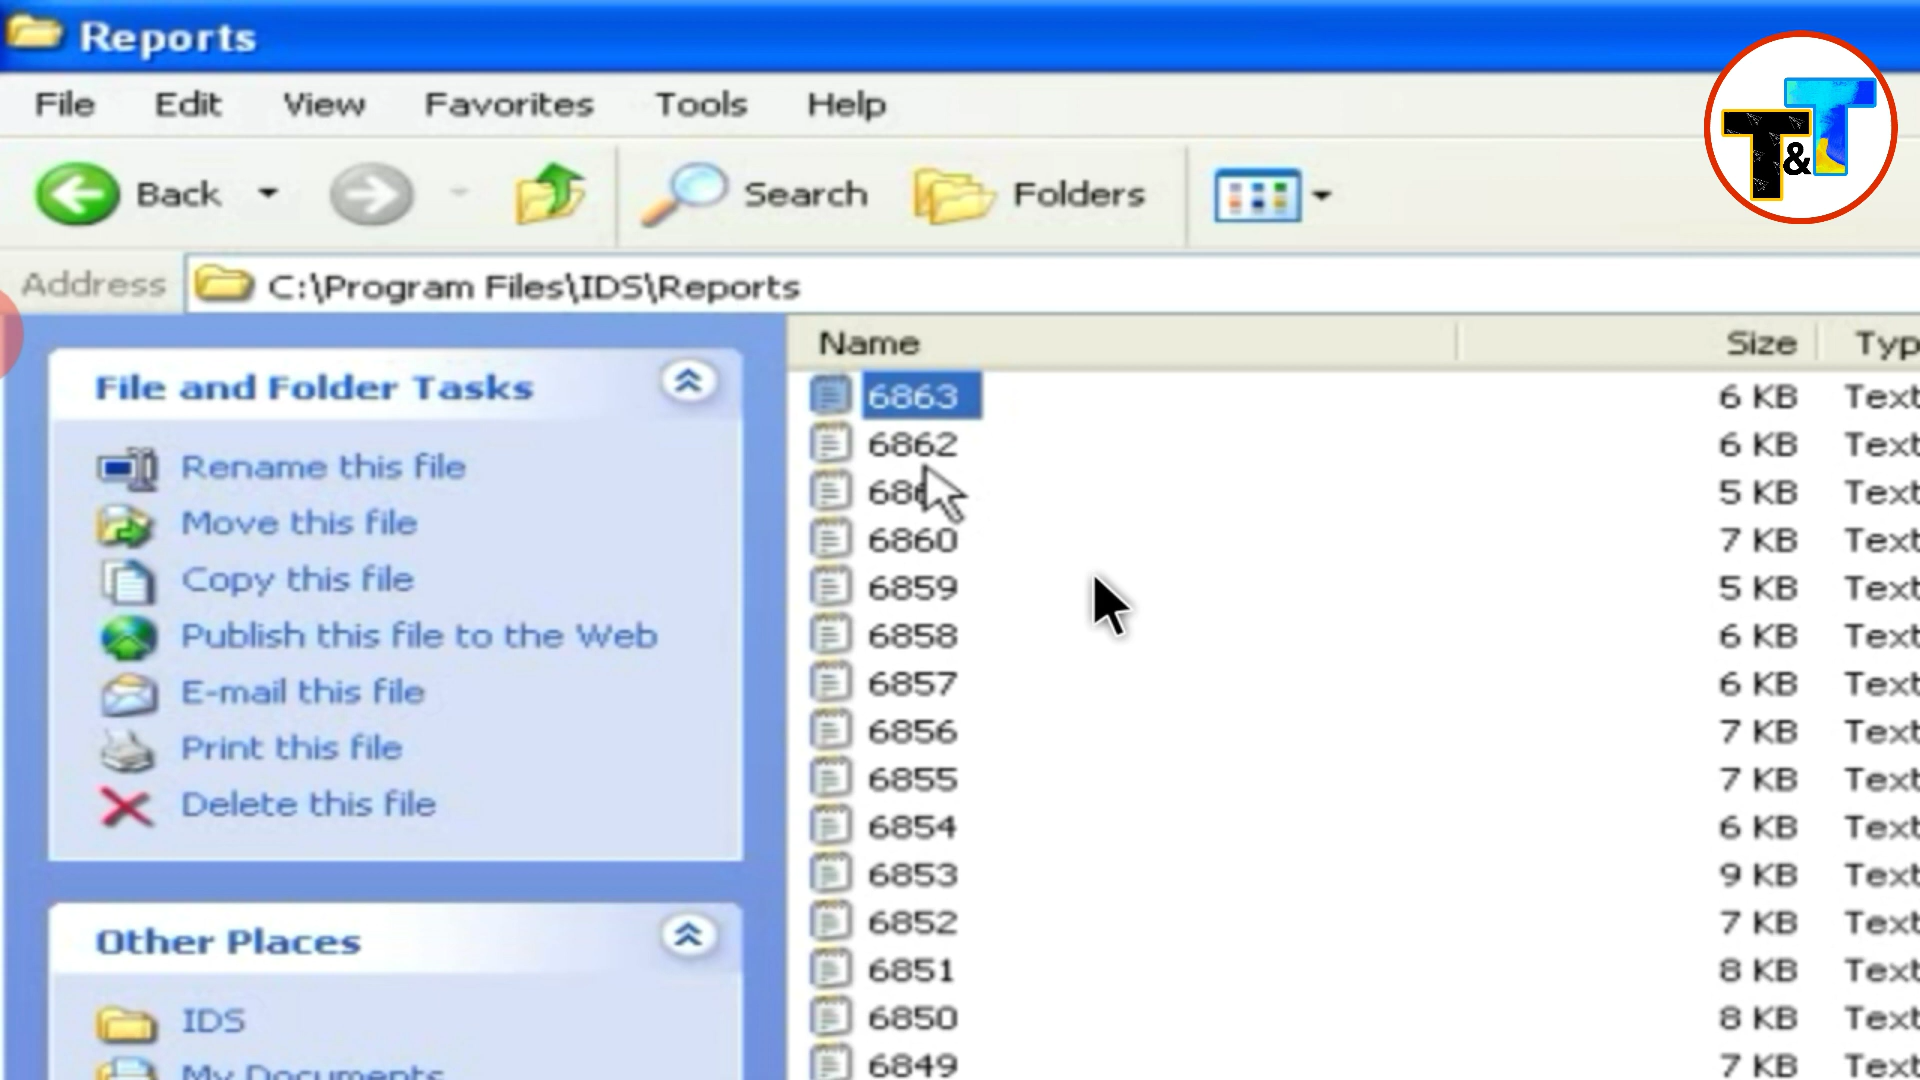 Reports
File Edit View Favorites Tools Help
Back Search Folders
Address C:\Program Files\IDS\Reports
T&T
File and Folder Tasks
Rename this file
Move this file
Copy this file
Publish this file to the Web
E-mail this file
Print this file
Delete this file
Other Places
IDS
My Documents
Name Size Typ
6863 6 KB Text
6862 6 KB Text
5 KB Text
6860 7 KB Text
6859 5 KB Text
6858 6 KB Text
6857 6 KB Text
6856 7 KB Text
6855 7 KB Text
6854 6 KB Text
6853 9 KB Text
6852 7 KB Text
6851 8 KB Text
6850 8 KB Text
6849 7 KB Text